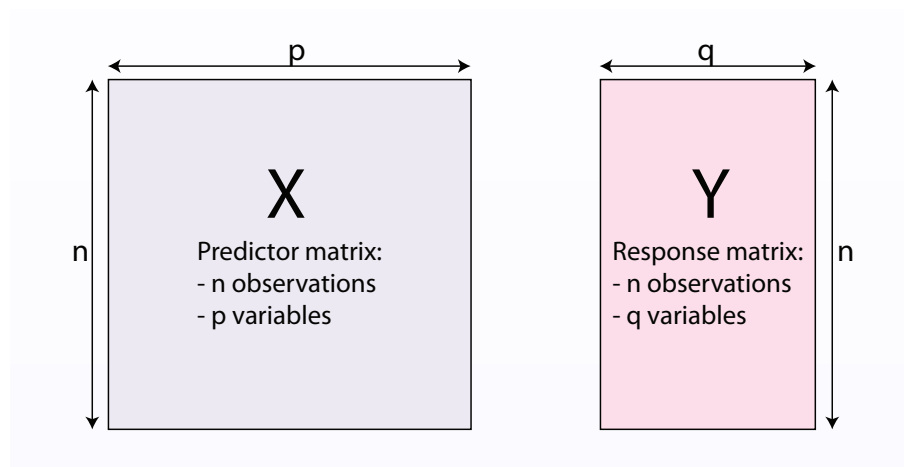 p
n
X
Predictor matrix:
- n observations
- p variables
q
Y
Response matrix:
- n observations
- q variables
n